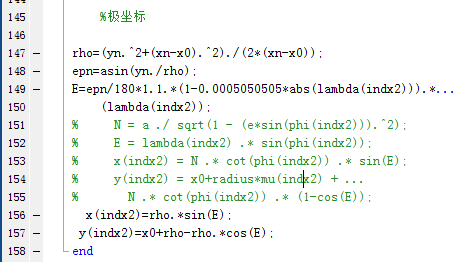 144
145 %极坐标
146
147 – rho=(yn.^2+(xn-x0).^2)./(2*(xn-x0));
148 – epn=asin(yn./rho);
149 – E=epn/180*1.1.*(1-0.0005050505*abs(lambda(indx2))).*...
150 (lambda(indx2));
151 % N = a ./ sqrt(1 - (e*sin(phi(indx2))).^2);
152 % E = lambda(indx2) .* sin(phi(indx2));
153 % x(indx2) = N .* cot(phi(indx2)) .* sin(E);
154 % y(indx2) = x0+radius*mu(indx2) + ...
155 % N .* cot(phi(indx2)) .* (1-cos(E));
156 – x(indx2)=rho.*sin(E);
157 – y(indx2)=x0+rho-rho.*cos(E);
158 – end